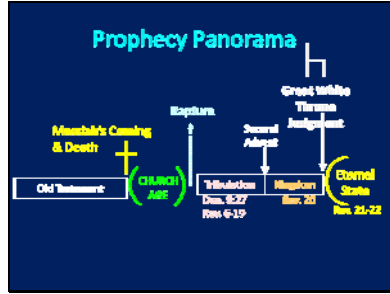 Prophecy Panorama
Great White
Throne
Judgment
Rapture
Messiah's Coming
& Death
Second
Advent
Old Testament
CHURCH
AGE
Tribulation
Kingdom
Eternal
State
Dan. 9:27
Rev. 6-19
Rev. 20
Rev. 21-22